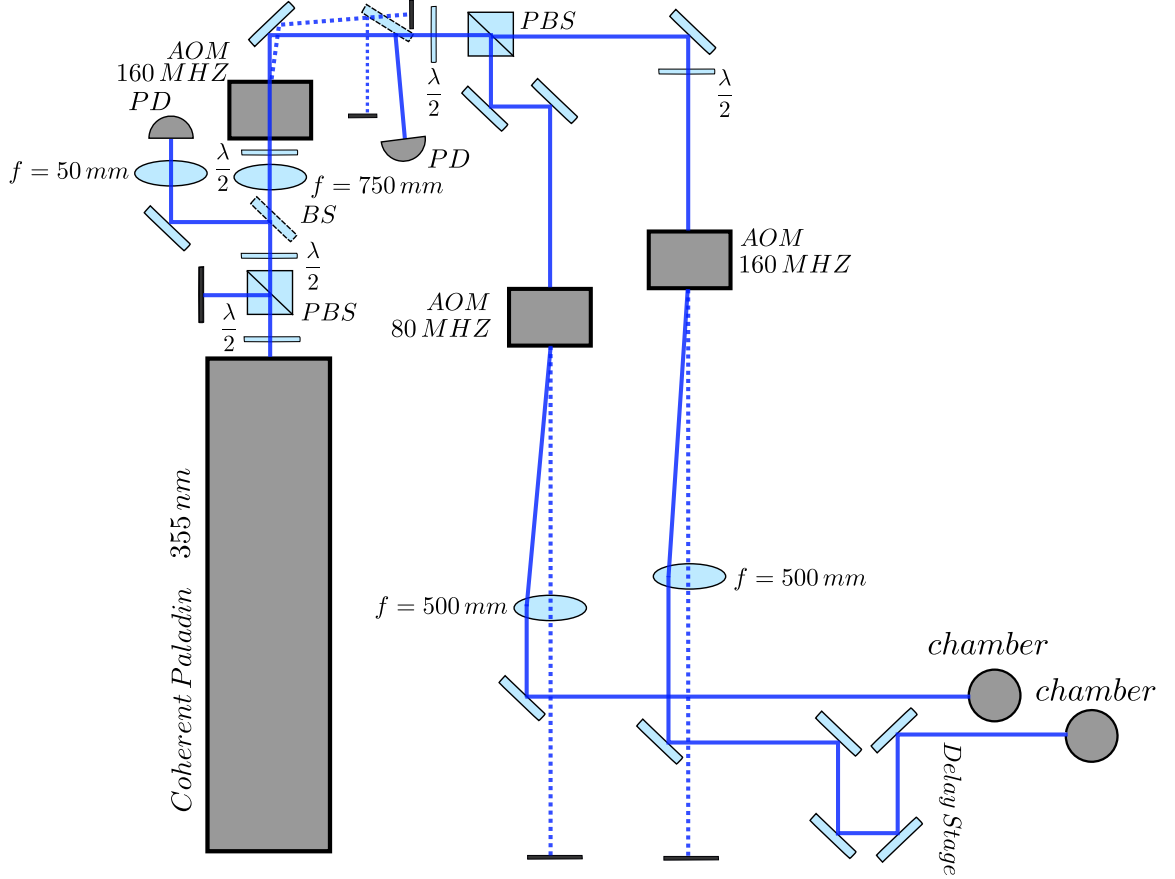 PBS
AOM
160 MHZ
PD
λ
2
λ
2
PD
λ
2
f = 50 mm
f = 750 mm
BS
AOM
160 MHZ
λ
2
AOM
80 MHZ
PBS
λ
2
355 nm
Coherent Paladin
f = 500 mm
f = 500 mm
chamber
chamber
Delay Stage